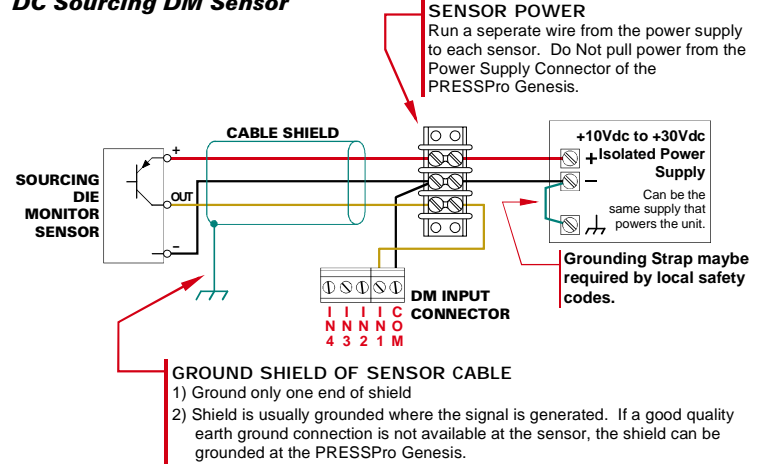 DC Sourcing DM Sensor
SENSOR POWER
Run a seperate wire from the power supply
to each sensor. Do Not pull power from the
Power Supply Connector of the
PRESSPro Genesis.
CABLE SHIELD
+10Vdc to +30Vdc
Isolated Power
Supply
Can be the
same supply that
powers the unit.
+
–
SOURCING
DIE
MONITOR
SENSOR
+
OUT
–
Grounding Strap maybe
required by local safety
codes.
DM INPUT
CONNECTOR
IN4
IN3
IN2
IN1
COM
GROUND SHIELD OF SENSOR CABLE
1) Ground only one end of shield
2) Shield is usually grounded where the signal is generated. If a good quality
earth ground connection is not available at the sensor, the shield can be
grounded at the PRESSPro Genesis.